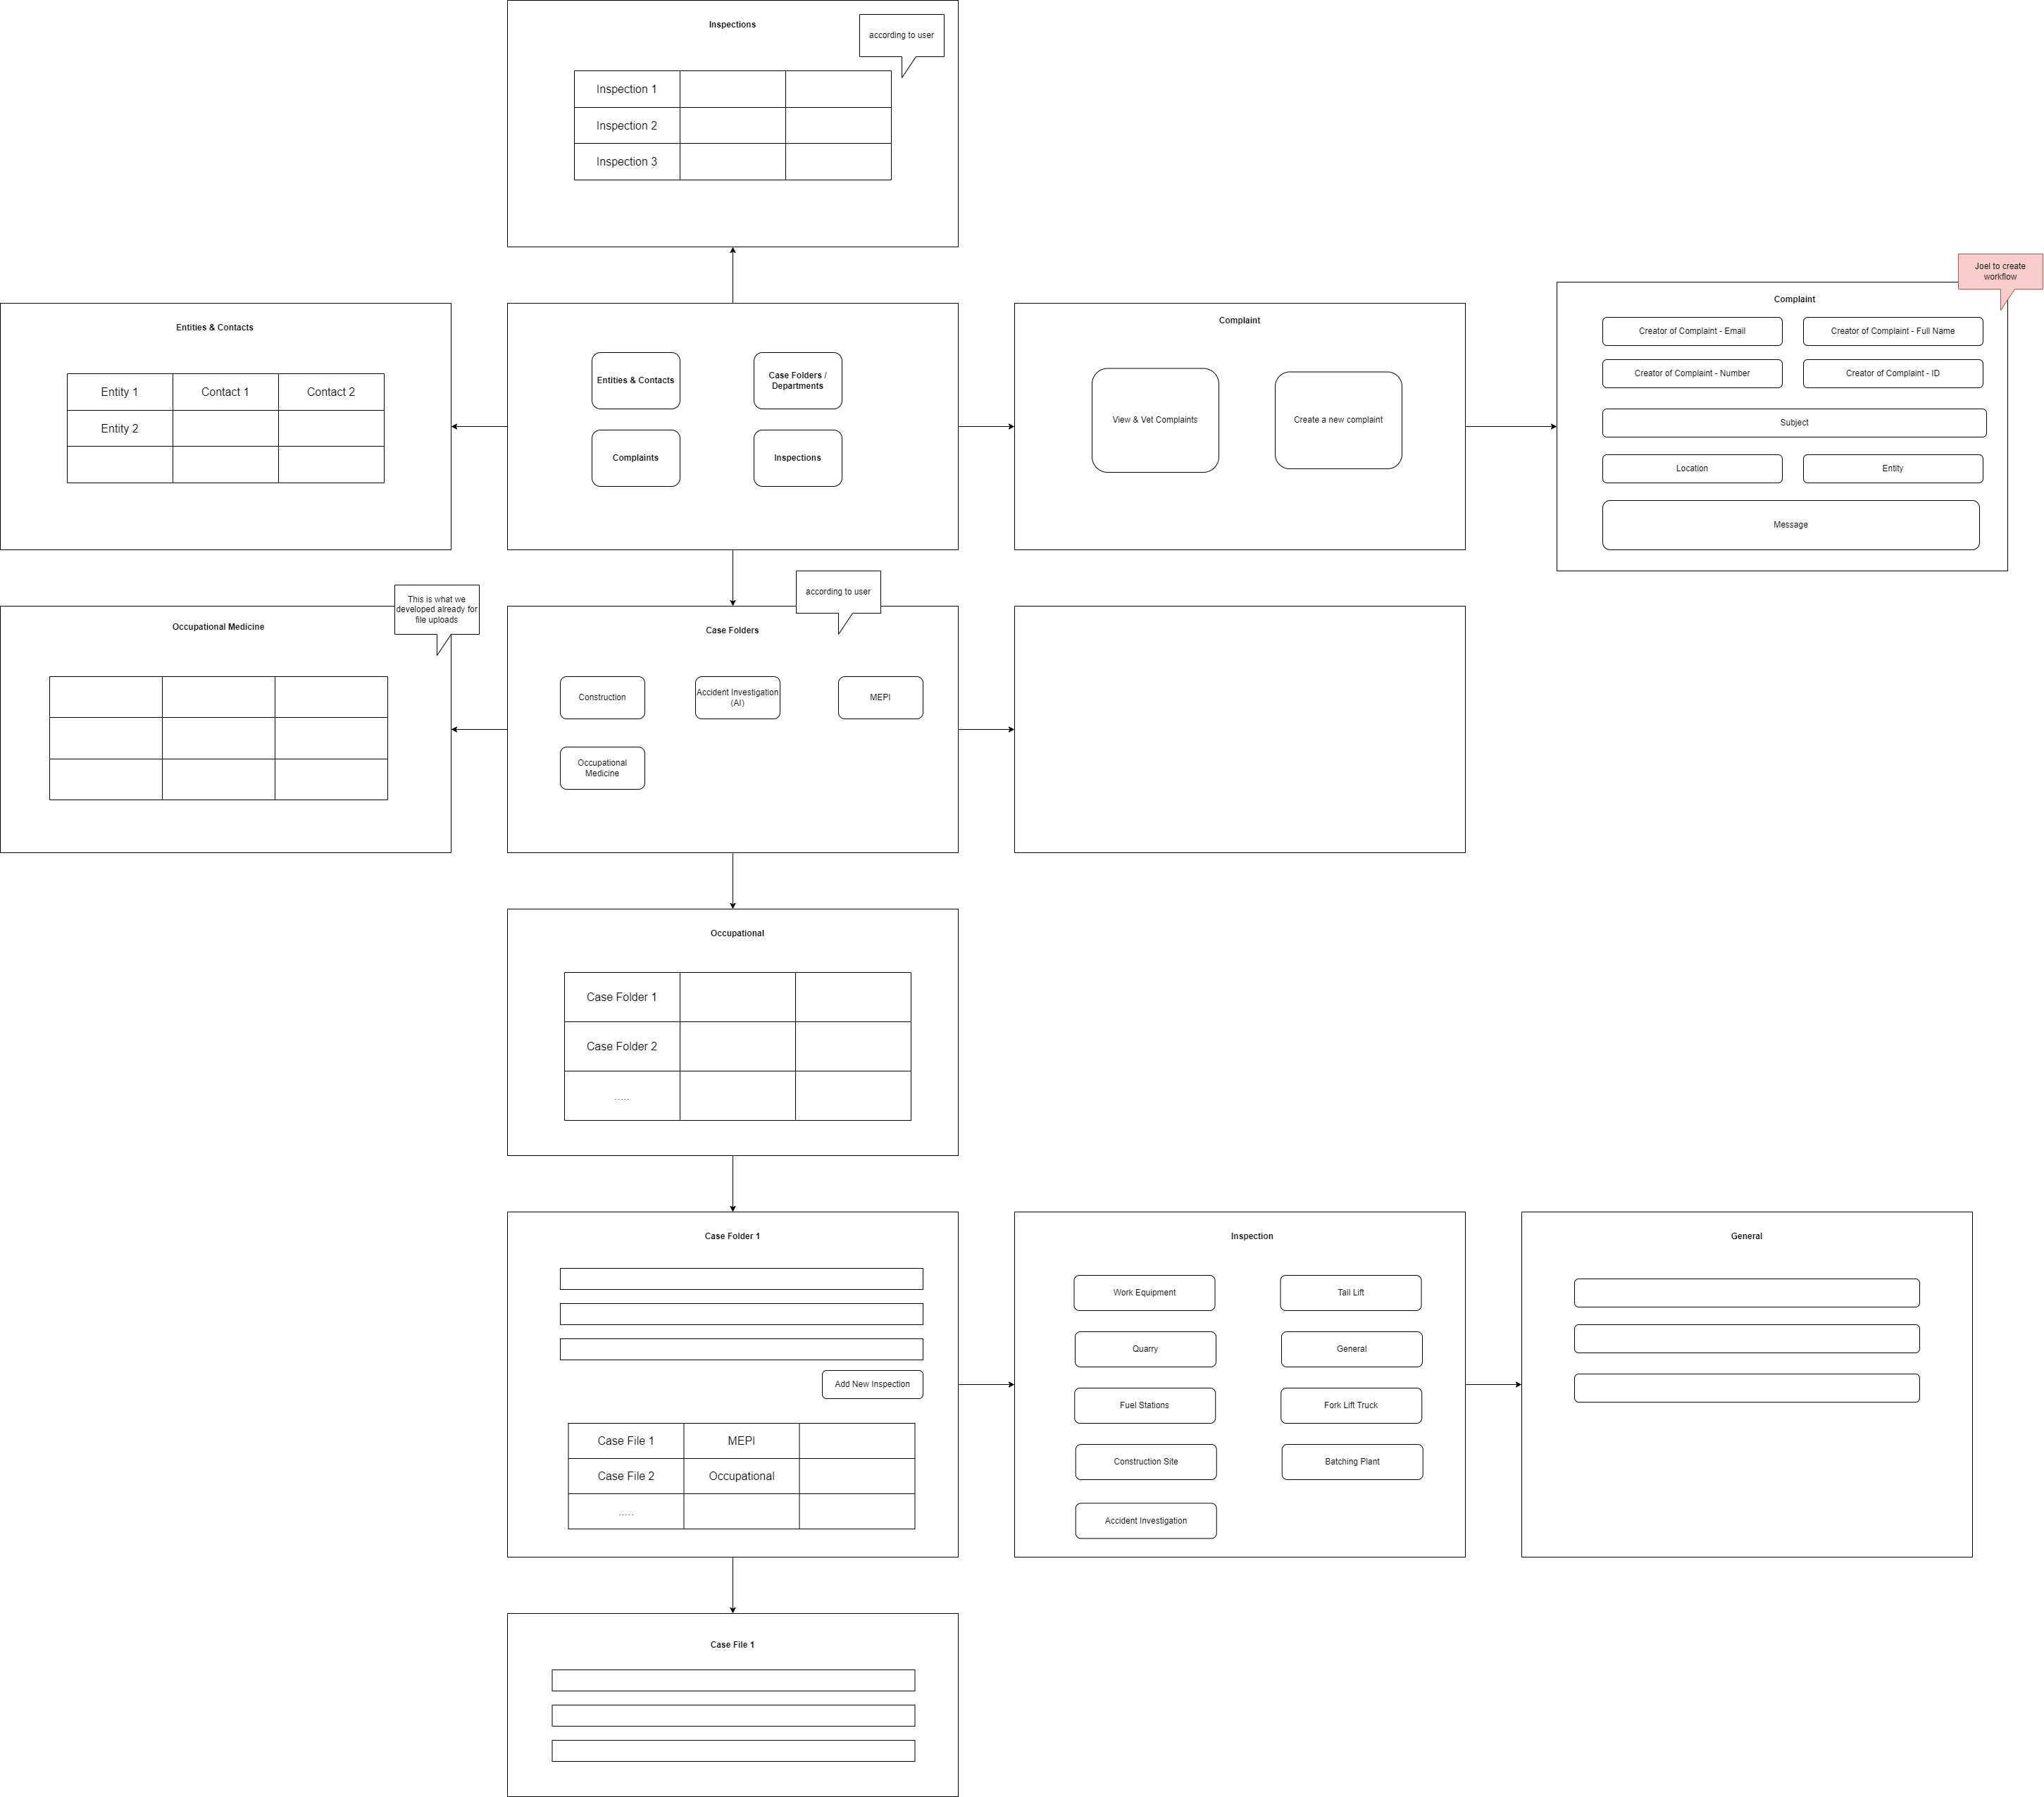 Inspections
according to user
Inspection 1
Inspection 2
Inspection 3
Entities & Contacts
Entity 1
Contact 1
Contact 2
Entity 2
Entities & Contacts
Case Folders /
Departments
Complaints
Inspections
Complaint
View & Vet Complaints
Create a new complaint
Joel to create
workflow
Complaint
Creator of Complaint - Email
Creator of Complaint - Full Name
Creator of Complaint - Number
Creator of Complaint - ID
Subject
Location
Entity
Message
This is what we
developed already for
file uploads
Occupational Medicine
according to user
Case Folders
Construction
Accident Investigation
(AI)
MEPI
Occupational
Medicine
Occupational
Case Folder 1
Case Folder 2
.....
Case Folder 1
Add New Inspection
Case File 1
MEPI
Case File 2
Occupational
.....
Inspection
Work Equipment
Tail Lift
Quarry
General
Fuel Stations
Fork Lift Truck
Construction Site
Batching Plant
Accident Investigation
General
Case File 1